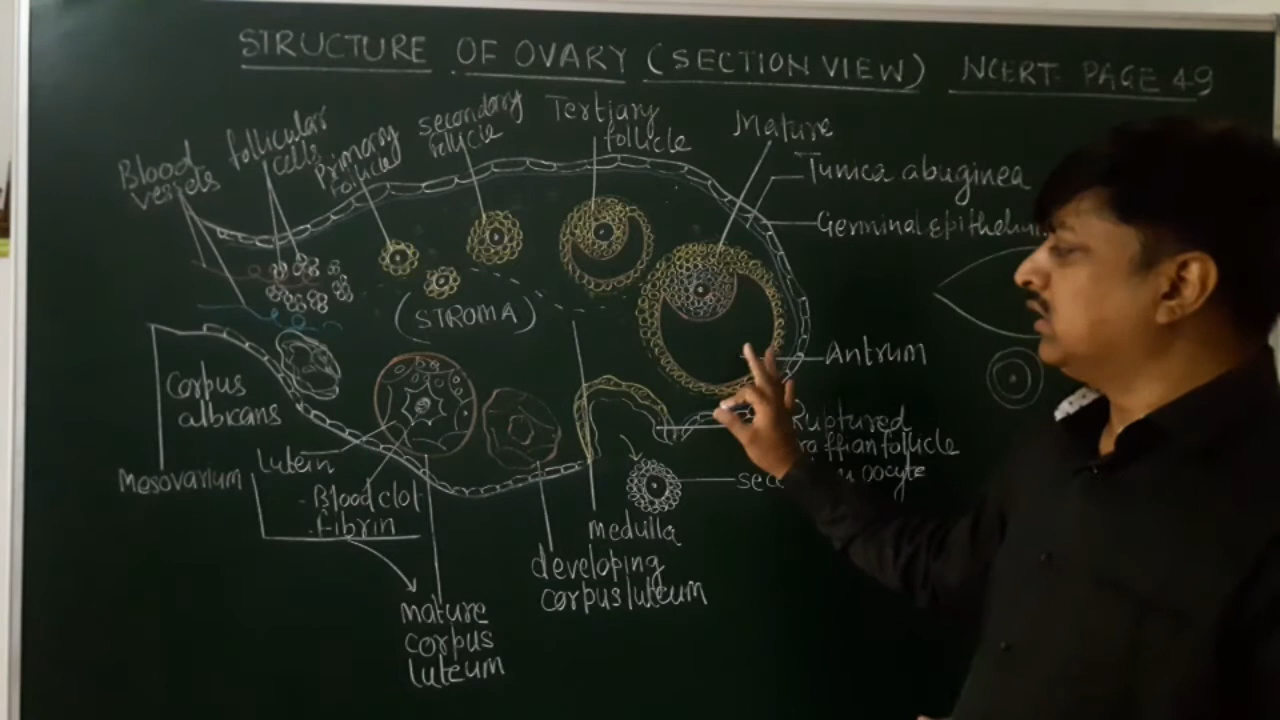 STRUCTURE OF OVARY (SECTION VIEW) NCERT PAGE 49
Blood
vessels
follicular
cells
Primary
follicle
secondary
follicle
Tertiary
follicle
Mature
Tunica abuginea
Germinal Epithelium
(STROMA)
Antrum
Corpus
albicans
Mesovarium
Lutein
-Blood clot
-fibrin
Ruptured
follicle
oocyte
medulla
developing
corpus luteum
mature
corpus
luteum